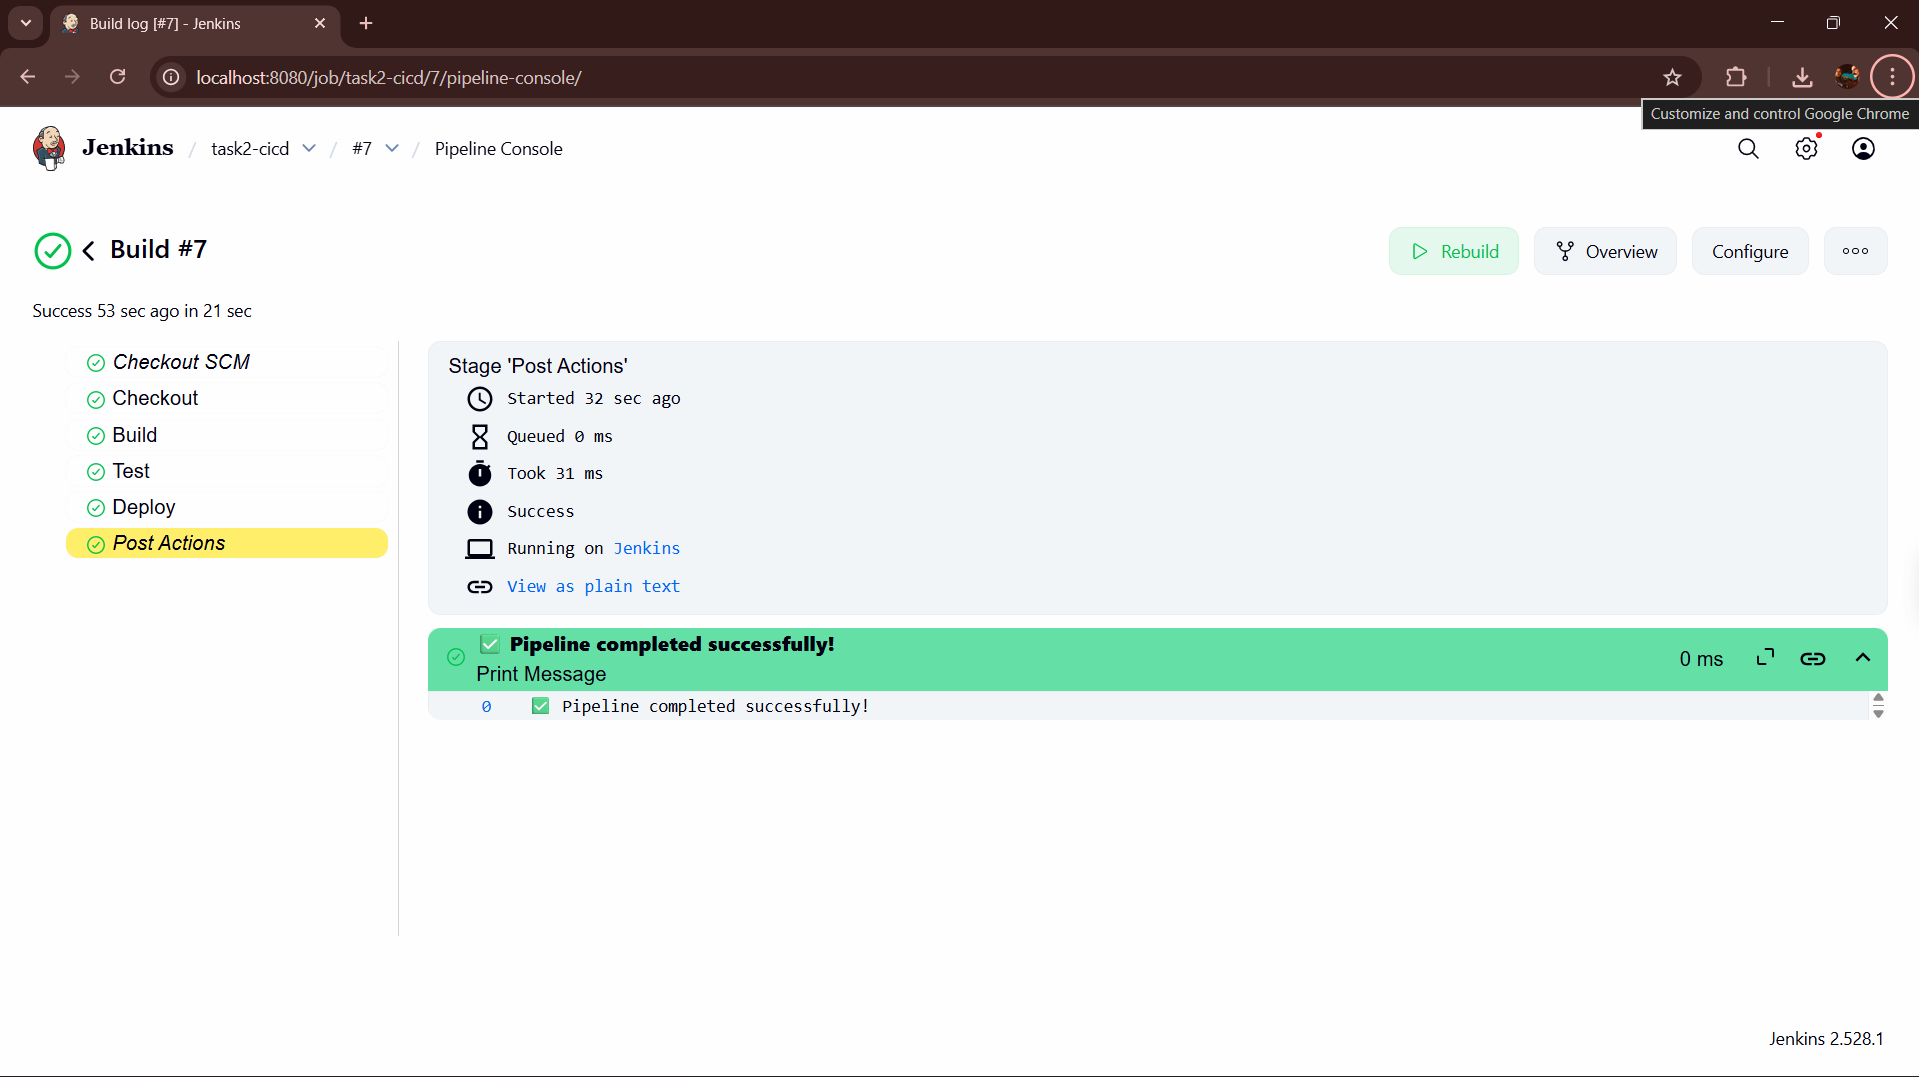 Build log [#7] - Jenkins
localhost:8080/job/task2-cicd/7/pipeline-console/
Customize and control Google Chrome
Jenkins / task2-cicd / #7 / Pipeline Console
Build #7
Rebuild
Overview
Configure
Success 53 sec ago in 21 sec
Checkout SCM
Checkout
Build
Test
Deploy
Post Actions
Stage 'Post Actions'
Started 32 sec ago
Queued 0 ms
Took 31 ms
Success
Running on Jenkins
View as plain text
✅ Pipeline completed successfully!
Print Message
0 ms
0 ✅ Pipeline completed successfully!
Jenkins 2.528.1